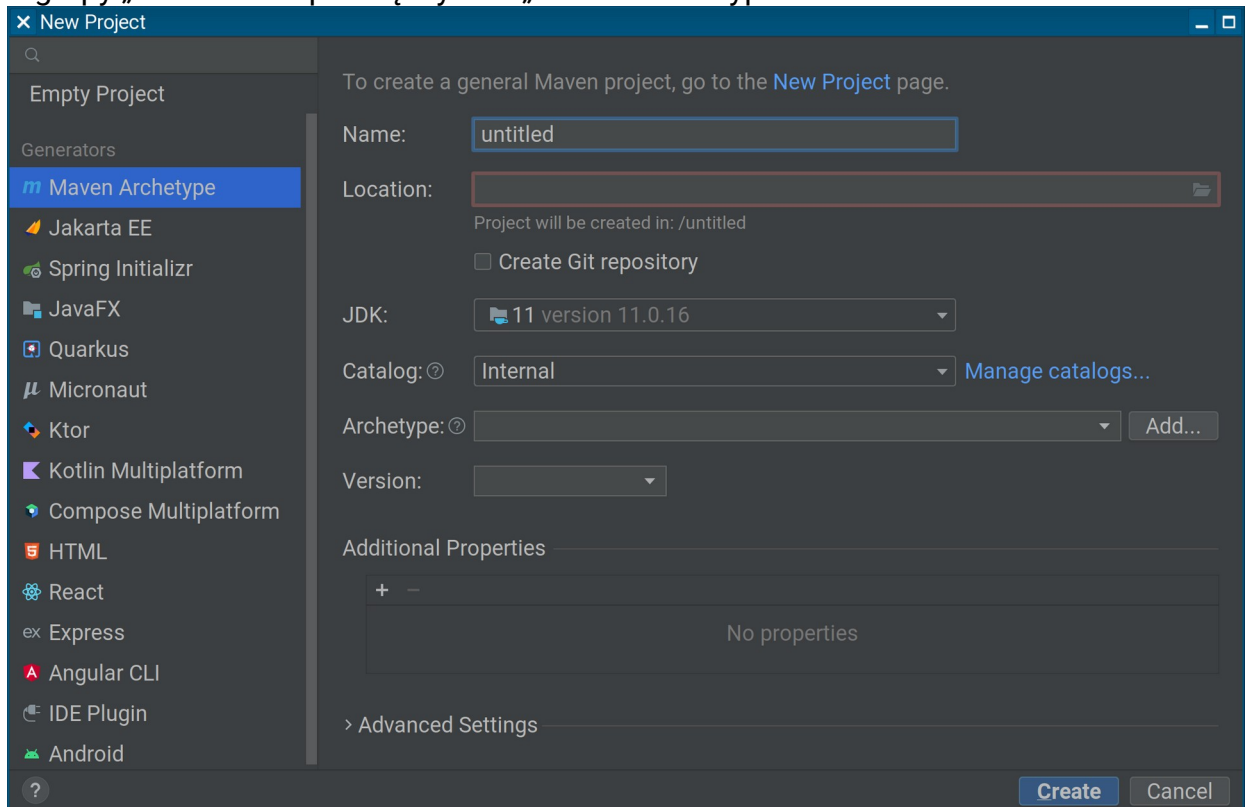 New Project
Empty Project
To create a general Maven project, go to the New Project page.
Name: untitled
Generators
Maven Archetype
Location:
Project will be created in: /untitled
Jakarta EE
Create Git repository
Spring Initializr
JavaFX
JDK: 11 version 11.0.16
Quarkus
Catalog: Internal Manage catalogs...
Micronaut
Archetype: Add...
Ktor
Kotlin Multiplatform
Version:
Compose Multiplatform
HTML
Additional Properties
React
Express
No properties
Angular CLI
IDE Plugin
Advanced Settings
Android
? Create Cancel